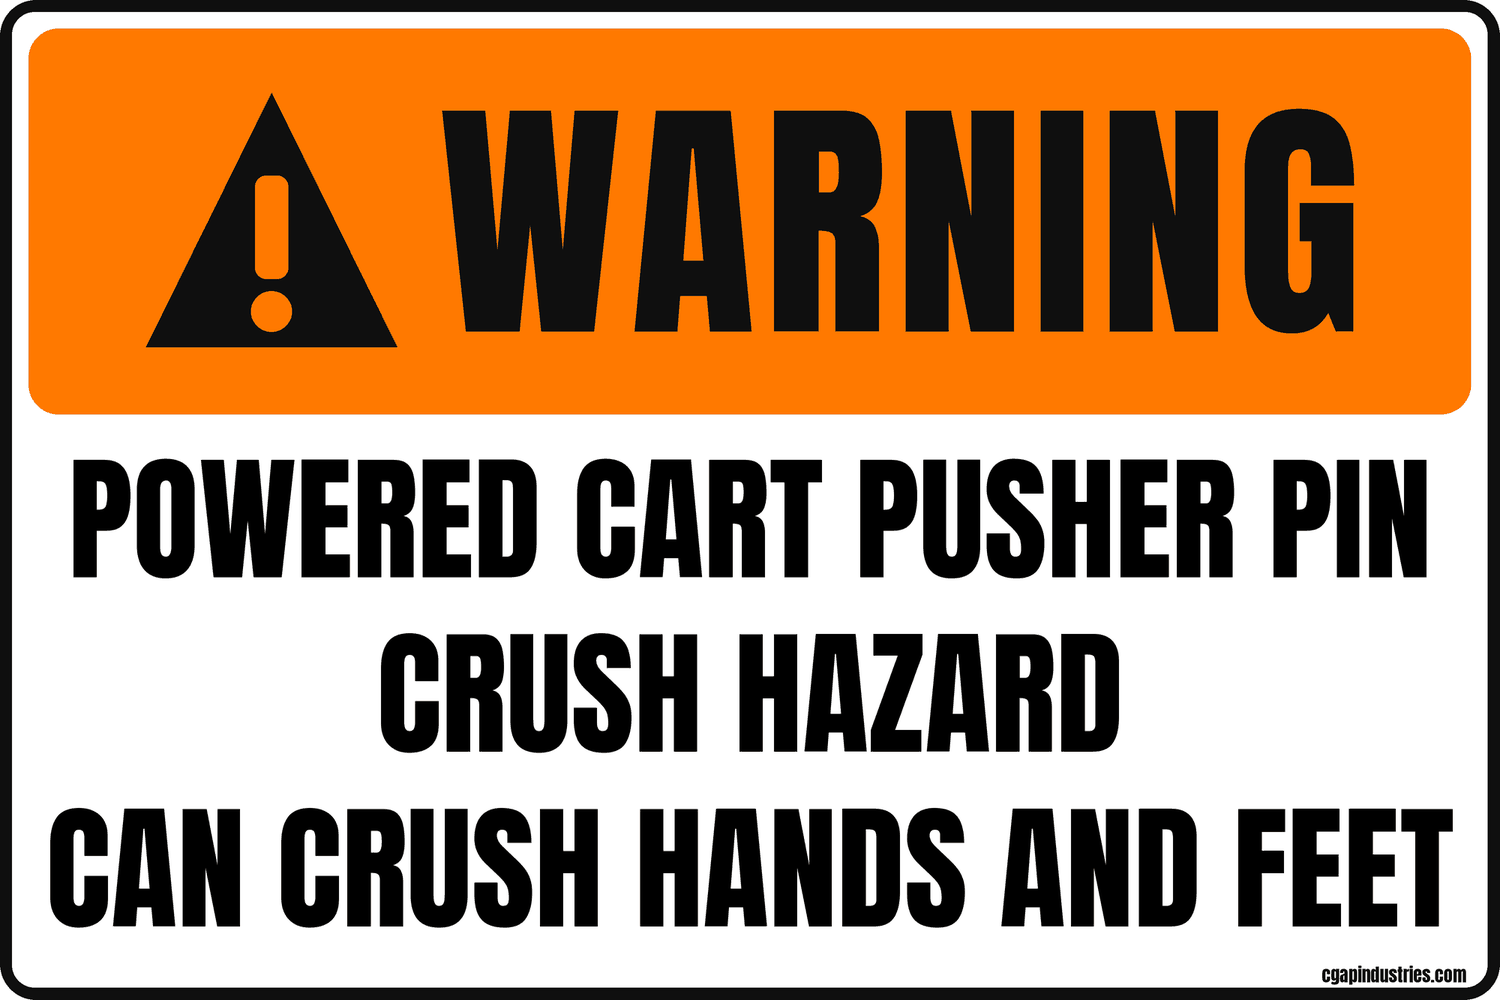 WARNING
POWERED CART PUSHER PIN
CRUSH HAZARD
CAN CRUSH HANDS AND FEET
cgapindustries.com